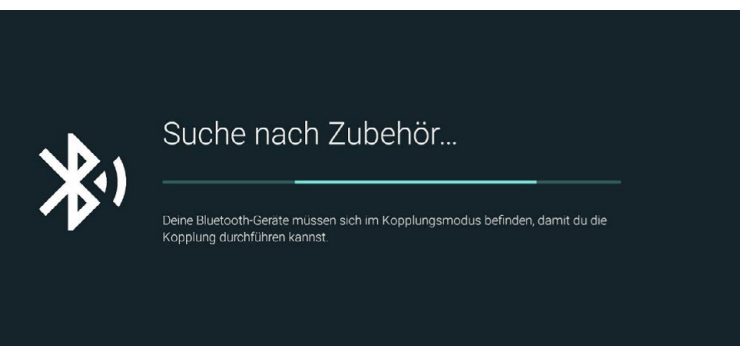 Suche nach Zubehör...
Deine Bluetooth-Geräte müssen sich im Kopplungsmodus befinden, damit du die
Kopplung durchführen kannst.